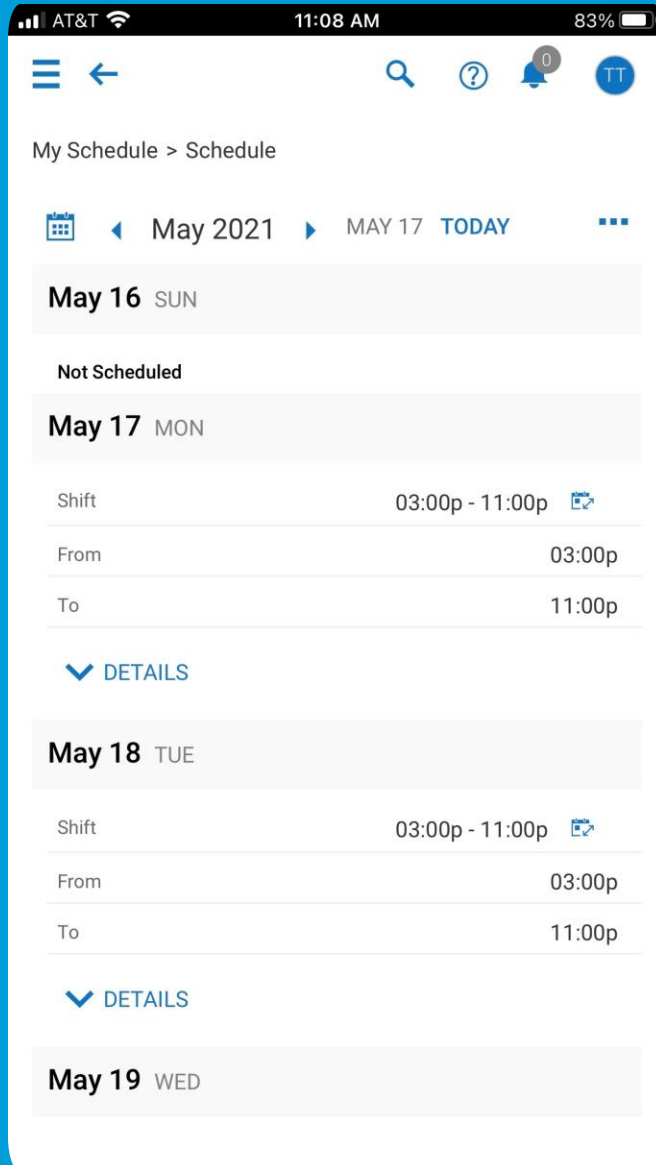 AT&T 11:08 AM 83%
0
TT
My Schedule > Schedule
May 2021 MAY 17 TODAY
May 16 SUN
Not Scheduled
May 17 MON
Shift 03:00p - 11:00p
From 03:00p
To 11:00p
DETAILS
May 18 TUE
Shift 03:00p - 11:00p
From 03:00p
To 11:00p
DETAILS
May 19 WED